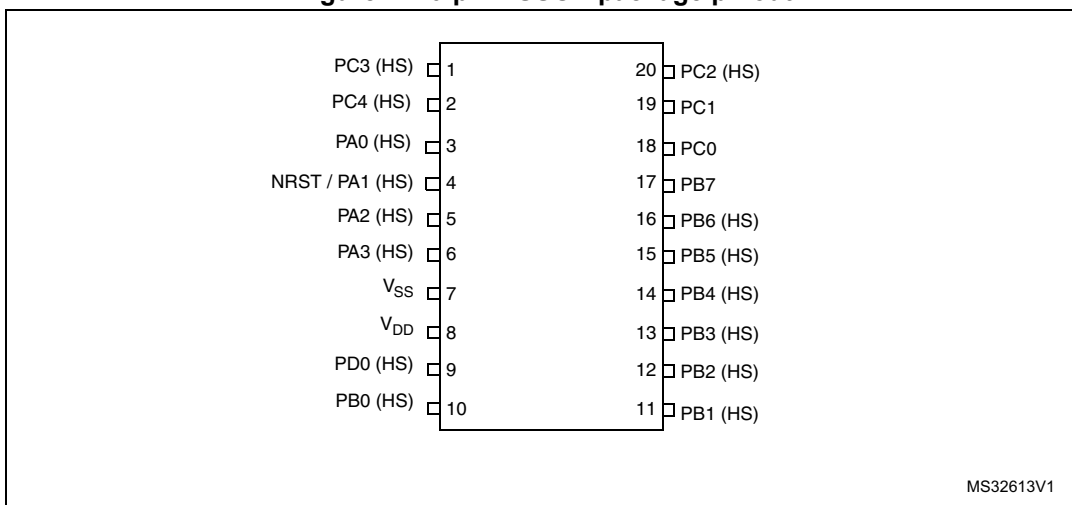 PC3 (HS) 1
PC4 (HS) 2
PA0 (HS) 3
NRST / PA1 (HS) 4
PA2 (HS) 5
PA3 (HS) 6
VSS 7
VDD 8
PD0 (HS) 9
PB0 (HS) 10
20 PC2 (HS)
19 PC1
18 PC0
17 PB7
16 PB6 (HS)
15 PB5 (HS)
14 PB4 (HS)
13 PB3 (HS)
12 PB2 (HS)
11 PB1 (HS)
MS32613V1